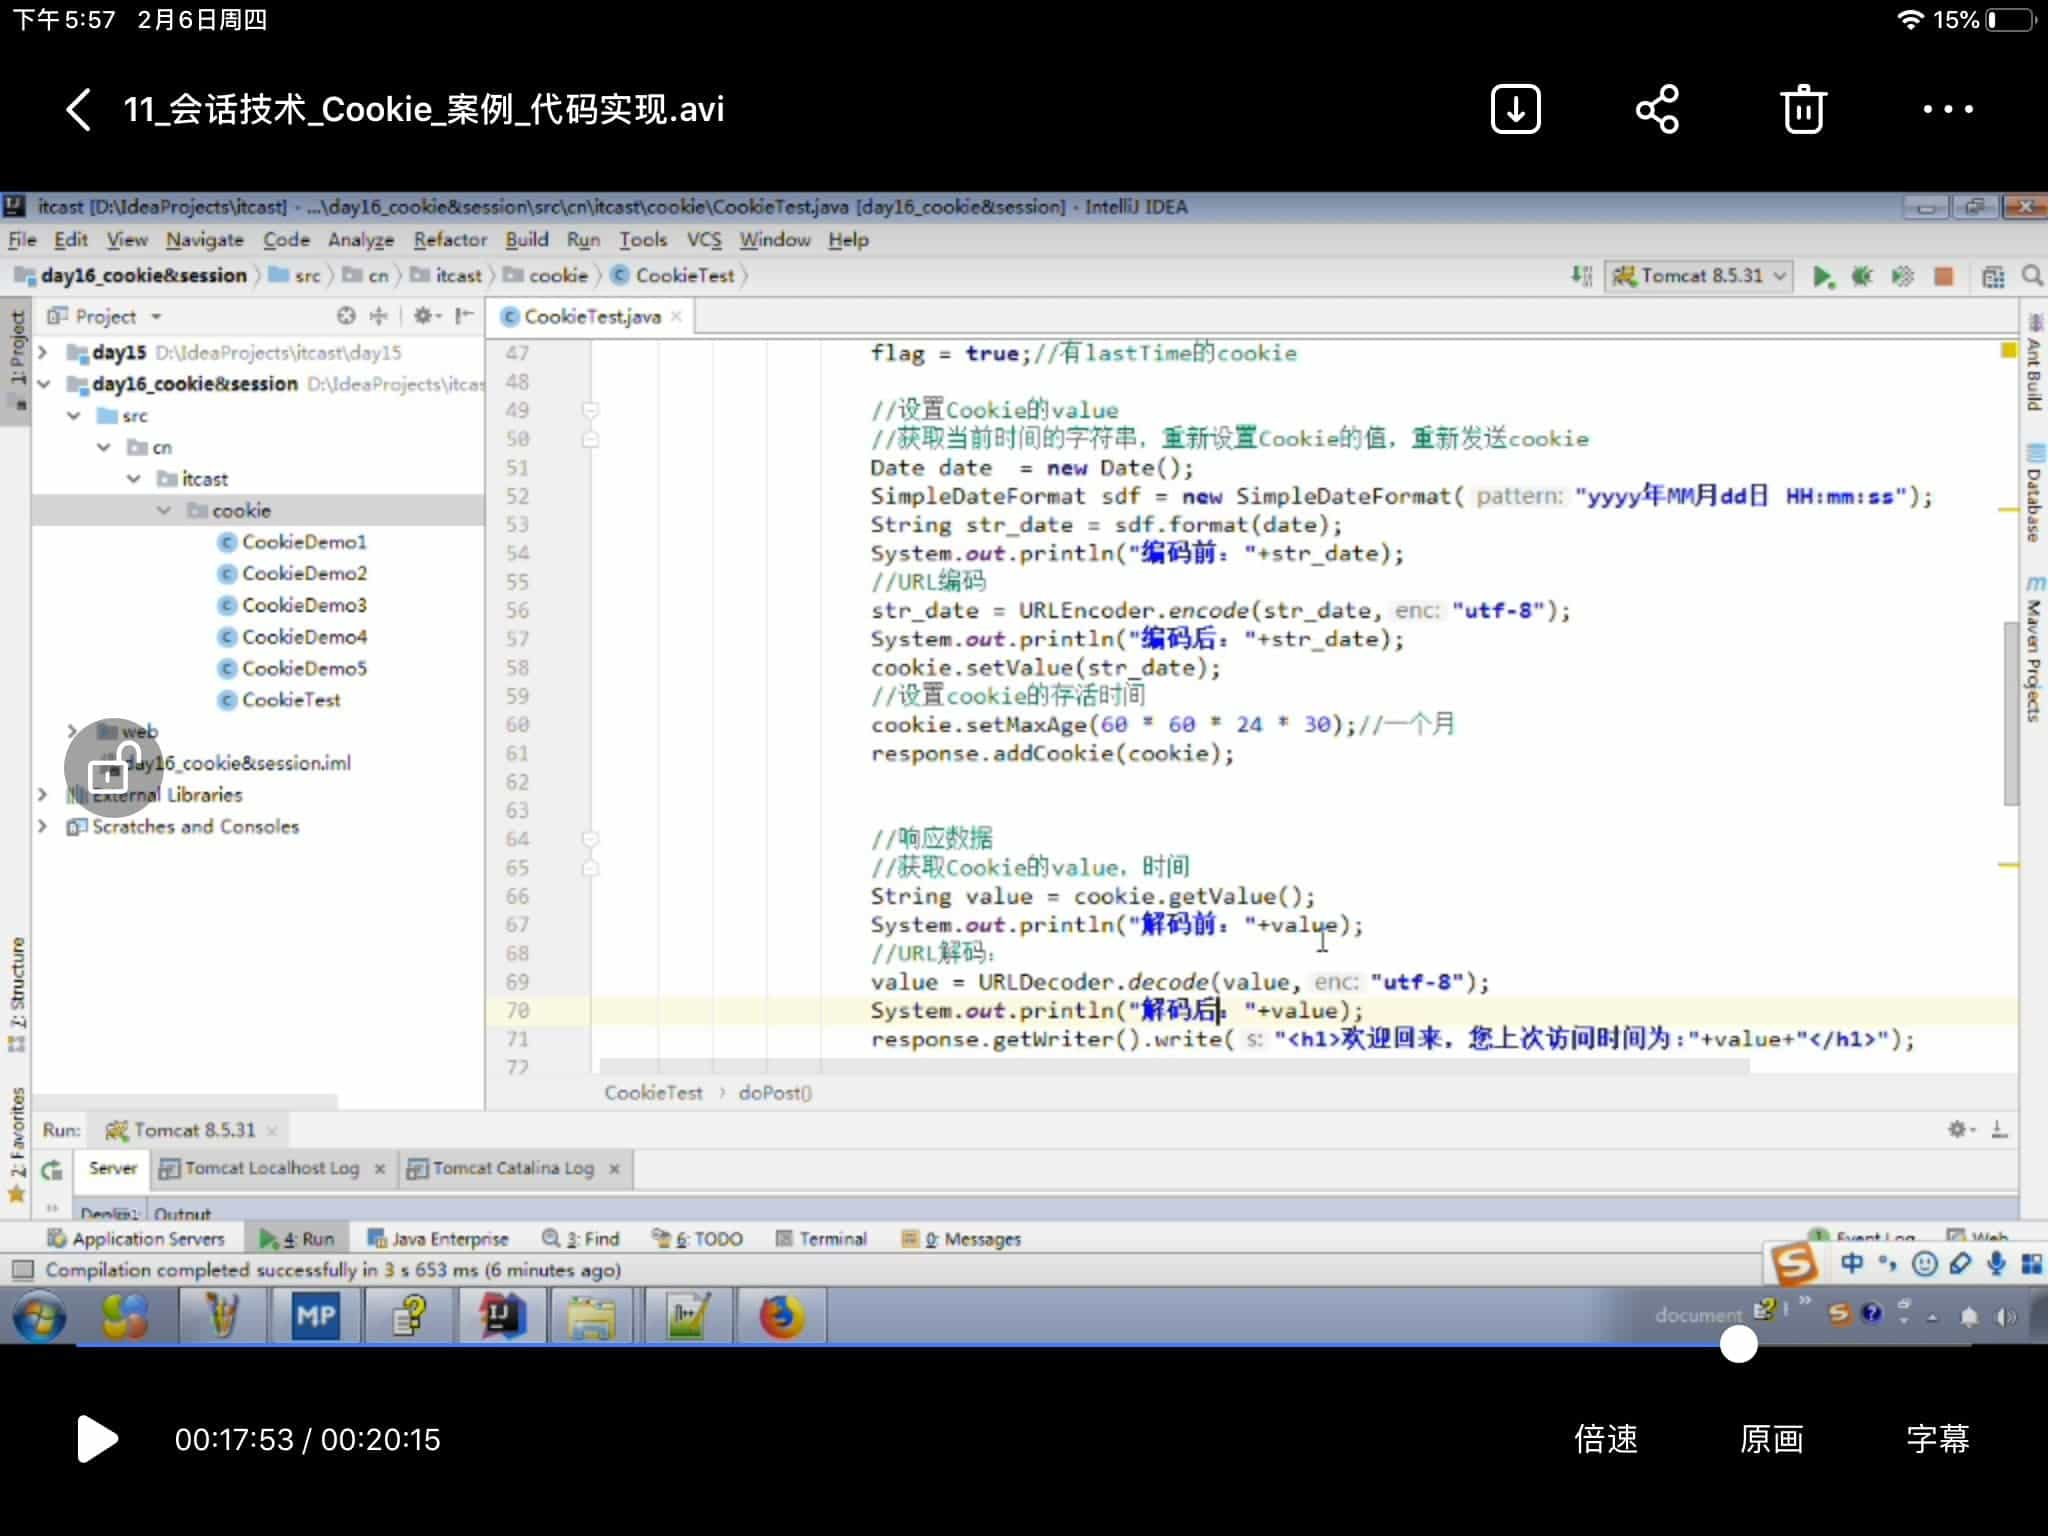 下午5:57 2月6日周四
15%
11_会话技术_Cookie_案例_代码实现.avi
itcast [D:\IdeaProjects\itcast] - ...\day16_cookie&session\src\cn\itcast\cookie\CookieTest.java [day16_cookie&session] - IntelliJ IDEA
File Edit View Navigate Code Analyze Refactor Build Run Tools VCS Window Help
day16_cookie&session src cn itcast cookie CookieTest
Tomcat 8.5.31
1: Project
Project
CookieTest.java
day15 D:\IdeaProjects\itcast\day15
day16_cookie&session D:\IdeaProjects\itcas
src
cn
itcast
cookie
CookieDemo1
CookieDemo2
CookieDemo3
CookieDemo4
CookieDemo5
CookieTest
web
day16_cookie&session.iml
External Libraries
Scratches and Consoles
47 flag = true;//有lastTime的cookie
48
49 //设置Cookie的value
50 //获取当前时间的字符串，重新设置Cookie的值，重新发送cookie
51 Date date  = new Date();
52 SimpleDateFormat sdf = new SimpleDateFormat( pattern: "yyyy年MM月dd日 HH:mm:ss");
53 String str_date = sdf.format(date);
54 System.out.println("编码前："+str_date);
55 //URL编码
56 str_date = URLEncoder.encode(str_date, enc: "utf-8");
57 System.out.println("编码后："+str_date);
58 cookie.setValue(str_date);
59 //设置cookie的存活时间
60 cookie.setMaxAge(60 * 60 * 24 * 30);//一个月
61 response.addCookie(cookie);
62
63
64 //响应数据
65 //获取Cookie的value，时间
66 String value = cookie.getValue();
67 System.out.println("解码前："+value);
68 //URL解码：
69 value = URLDecoder.decode(value, enc: "utf-8");
70 System.out.println("解码后："+value);
71 response.getWriter().write( s: "<h1>欢迎回来，您上次访问时间为:"+value+"</h1>");
72
CookieTest › doPost()
Ant Build
Database
Maven Projects
7: Structure
2: Favorites
Run: Tomcat 8.5.31
Server Tomcat Localhost Log Tomcat Catalina Log
Output
Application Servers 4: Run Java Enterprise 3: Find 6: TODO Terminal 0: Messages
Event Log Web
Compilation completed successfully in 3 s 653 ms (6 minutes ago)
中
MP
document
00:17:53 / 00:20:15
倍速 原画 字幕